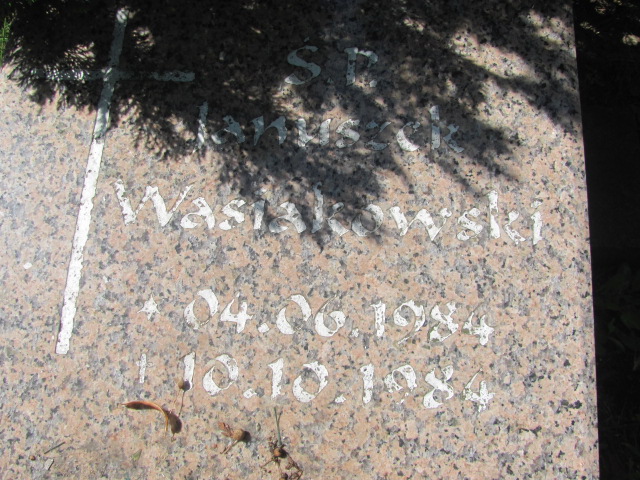 Ś.P.
Januszek
Wasiakowski
* 04.06.1984
† 10.10.1984